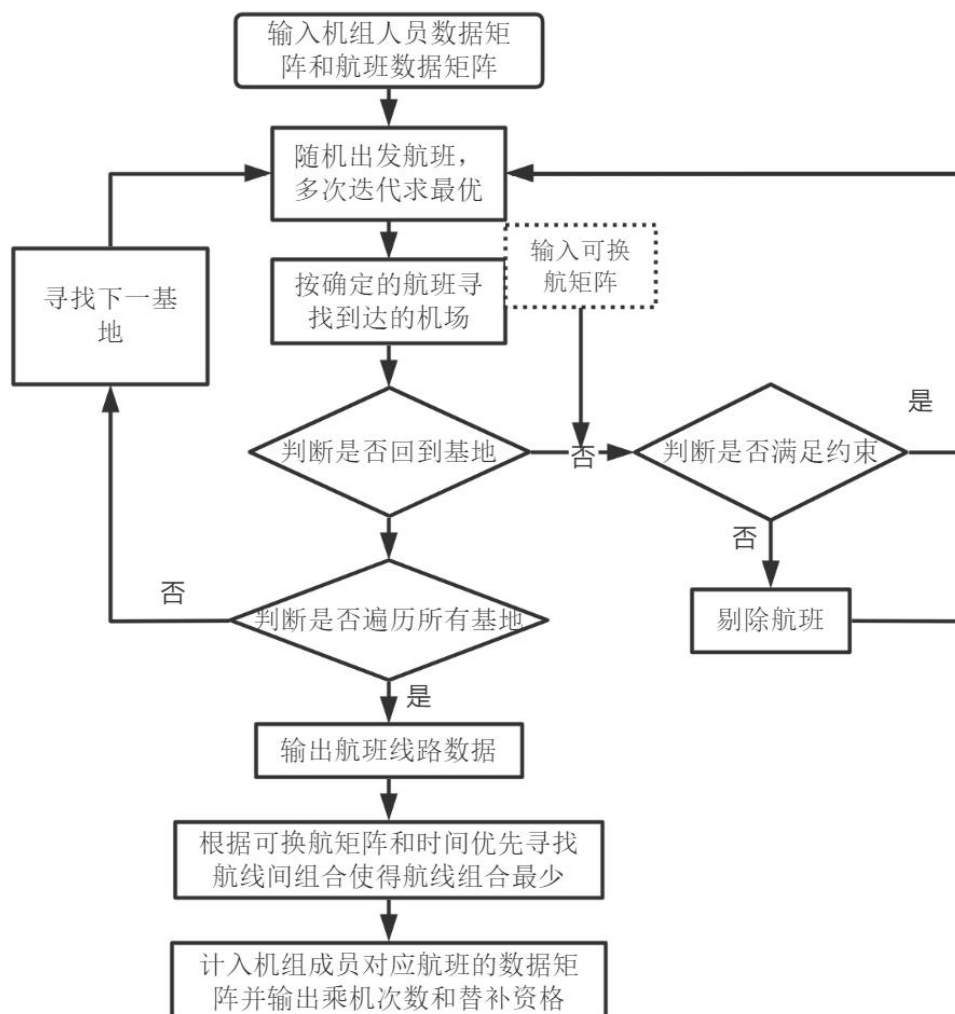 输入机组人员数据矩
阵和航班数据矩阵
随机出发航班，
多次迭代求最优
输入可换
航矩阵
寻找下一基
地
按确定的航班寻
找到达的机场
是
判断是否回到基地
否
判断是否满足约束
否
否
判断是否遍历所有基地
剔除航班
是
输出航班线路数据
根据可换航矩阵和时间优先寻找
航线间组合使得航线组合最少
计入机组成员对应航班的数据矩
阵并输出乘机次数和替补资格